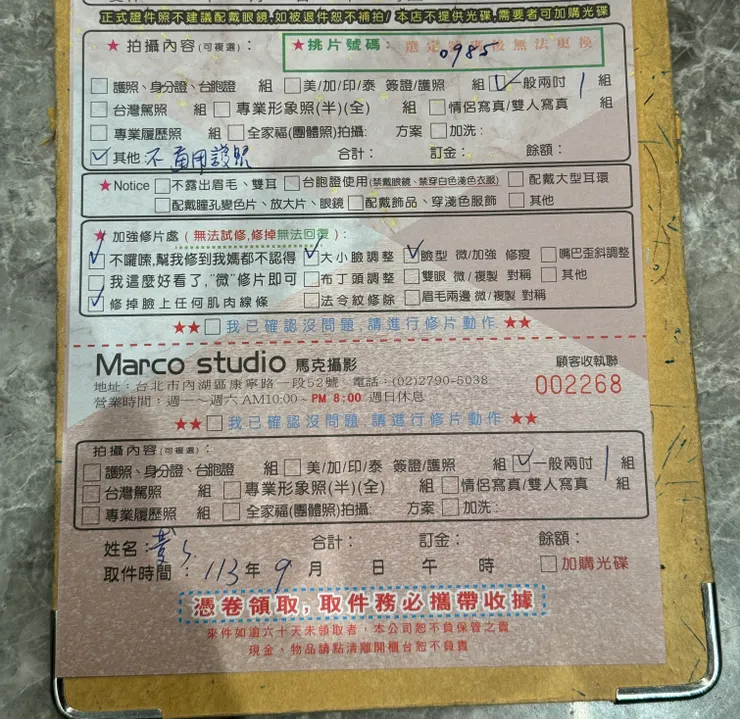 正式證件照不建議配戴眼鏡,如被退件恕不補拍/ 本店不提供光碟,需要者可加購光碟
★拍攝內容(可複選):
★挑片號碼: 選定 後無法更換 0985
護照、身分證、台胞證 組 美/加/印/泰 簽證/護照 組 一般兩吋 1 組
台灣駕照 組 專業形象照(半)(全) 組 情侶寫真/雙人寫真 組
專業履歷照 組 全家福(團體照)拍攝: 方案 加洗:
其他 不 用護照 合計: 訂金: 餘額:
★Notice 不露出眉毛、雙耳 台胞證使用(禁戴眼鏡、禁穿白色淺色衣服) 配戴大型耳環
配戴瞳孔變色片、放大片、眼鏡 配戴飾品、穿淺色服飾 其他
★加強修片處(無法試修,修掉無法回復):
不囉嗦,幫我修到我媽都不認得 大小臉調整 臉型 微/加強 修瘦 嘴巴歪斜調整
我這麼好看了,"微"修片即可 布丁頭調整 雙眼 微/複製 對稱 其他
修掉臉上任何肌肉線條 法令紋修除 眉毛兩邊 微/複製 對稱
★★ 我已確認沒問題,請進行修片動作 ★★
Marco studio 馬克攝影 顧客收執聯
地址:台北市內湖區康寧路一段52號 電話:(02)2790-5038 002268
營業時間:週一~週六AM10:00~PM 8:00 週日休息
★★ 我已確認沒問題,請進行修片動作 ★★
拍攝內容(可複選):
護照、身分證、台胞證 組 美/加/印/泰 簽證/護照 組 一般兩吋 1 組
台灣駕照 組 專業形象照(半)(全) 組 情侶寫真/雙人寫真 組
專業履歷照 組 全家福(團體照)拍攝: 方案 加洗:
姓名: 合計: 訂金: 餘額:
取件時間: 113年 9月 日 午 時 加購光碟
憑卷領取,取件務必攜帶收據
來件如逾六十天未領取者,本公司恕不負保管之責
現金、物品請點清離開櫃台恕不負責